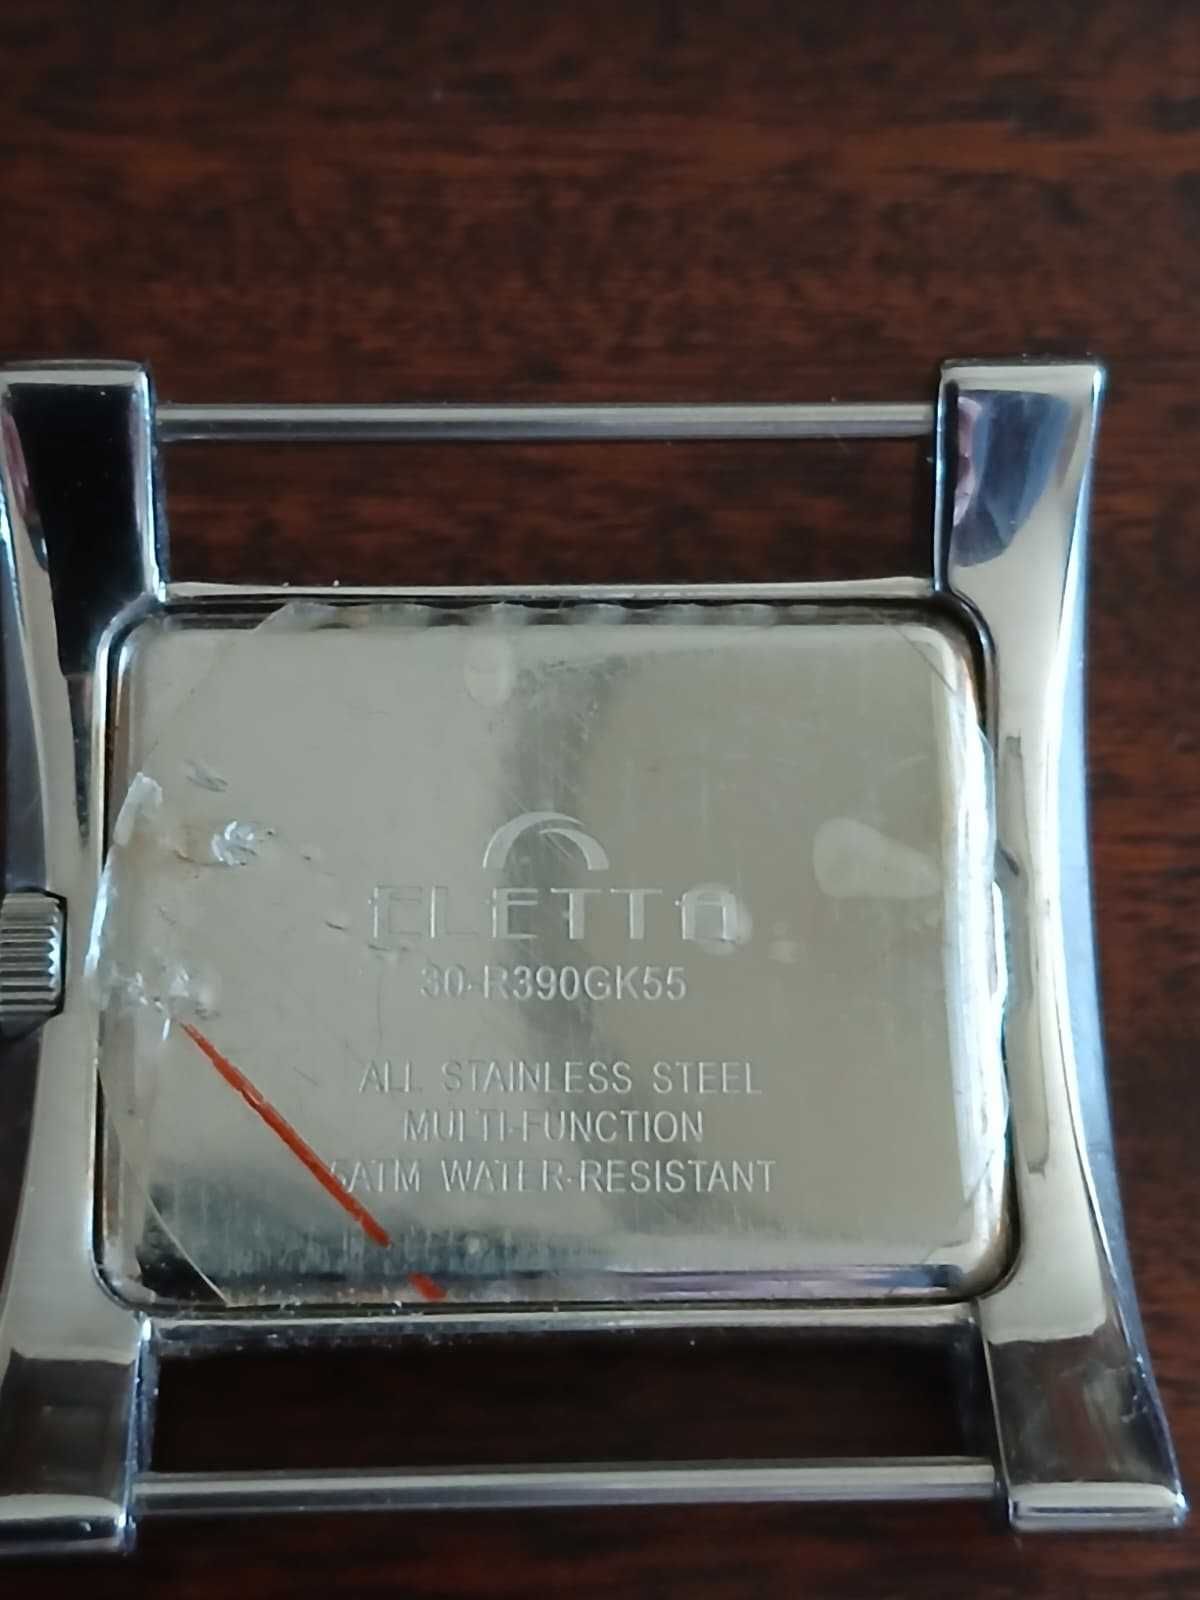 ELETTA
30-R390GK55
ALL STAINLESS STEEL
MULTI-FUNCTION
5ATM WATER-RESISTANT